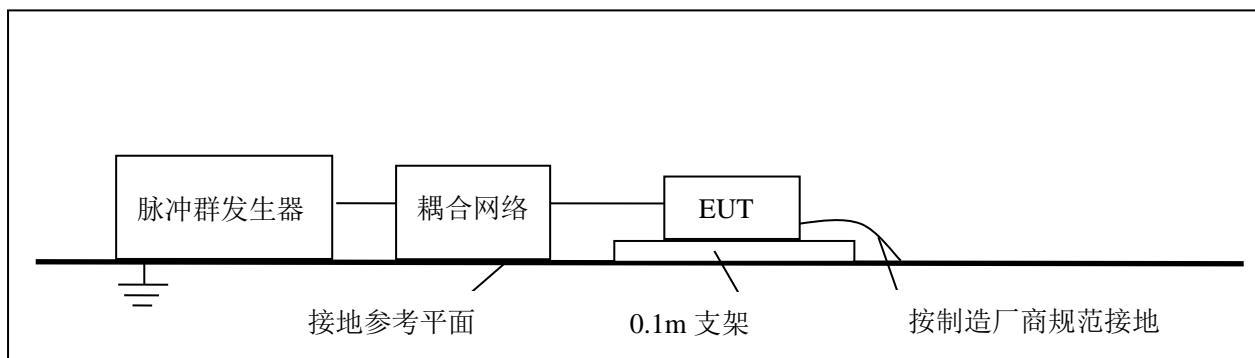 脉冲群发生器
耦合网络
EUT
接地参考平面
0.1m 支架
按制造厂商规范接地